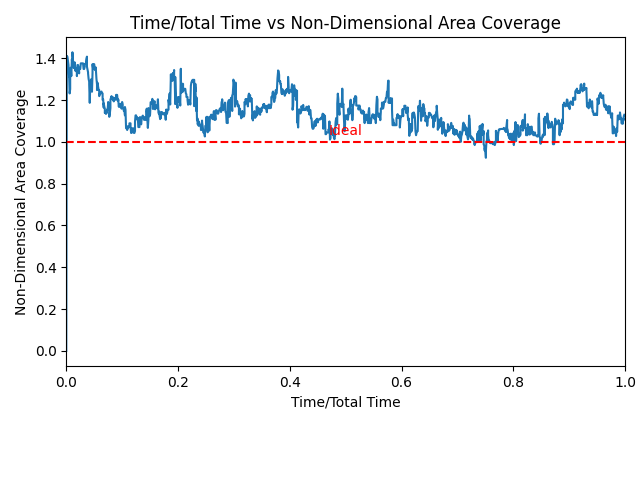 Time/Total Time vs Non-Dimensional Area Coverage
Non-Dimensional Area Coverage
1.4
1.2
1.0
0.8
0.6
0.4
0.2
0.0
Ideal
0.0 0.2 0.4 0.6 0.8 1.0
Time/Total Time